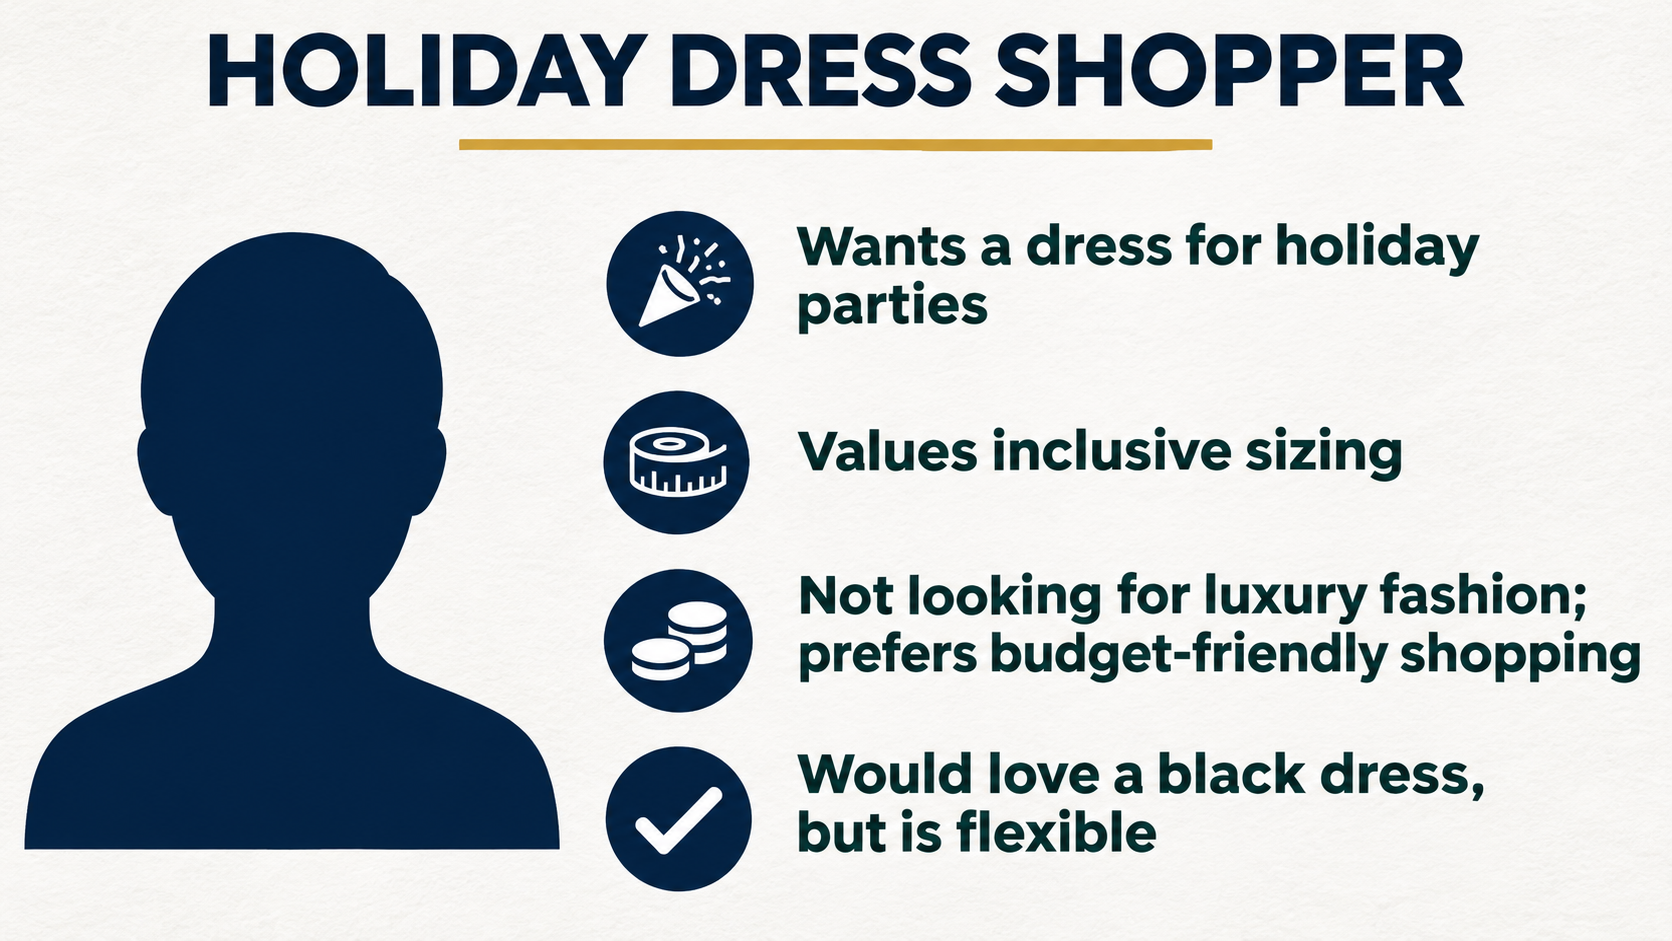 HOLIDAY DRESS SHOPPER
Wants a dress for holiday
parties
Values inclusive sizing
Not looking for luxury fashion;
prefers budget-friendly shopping
Would love a black dress,
but is flexible